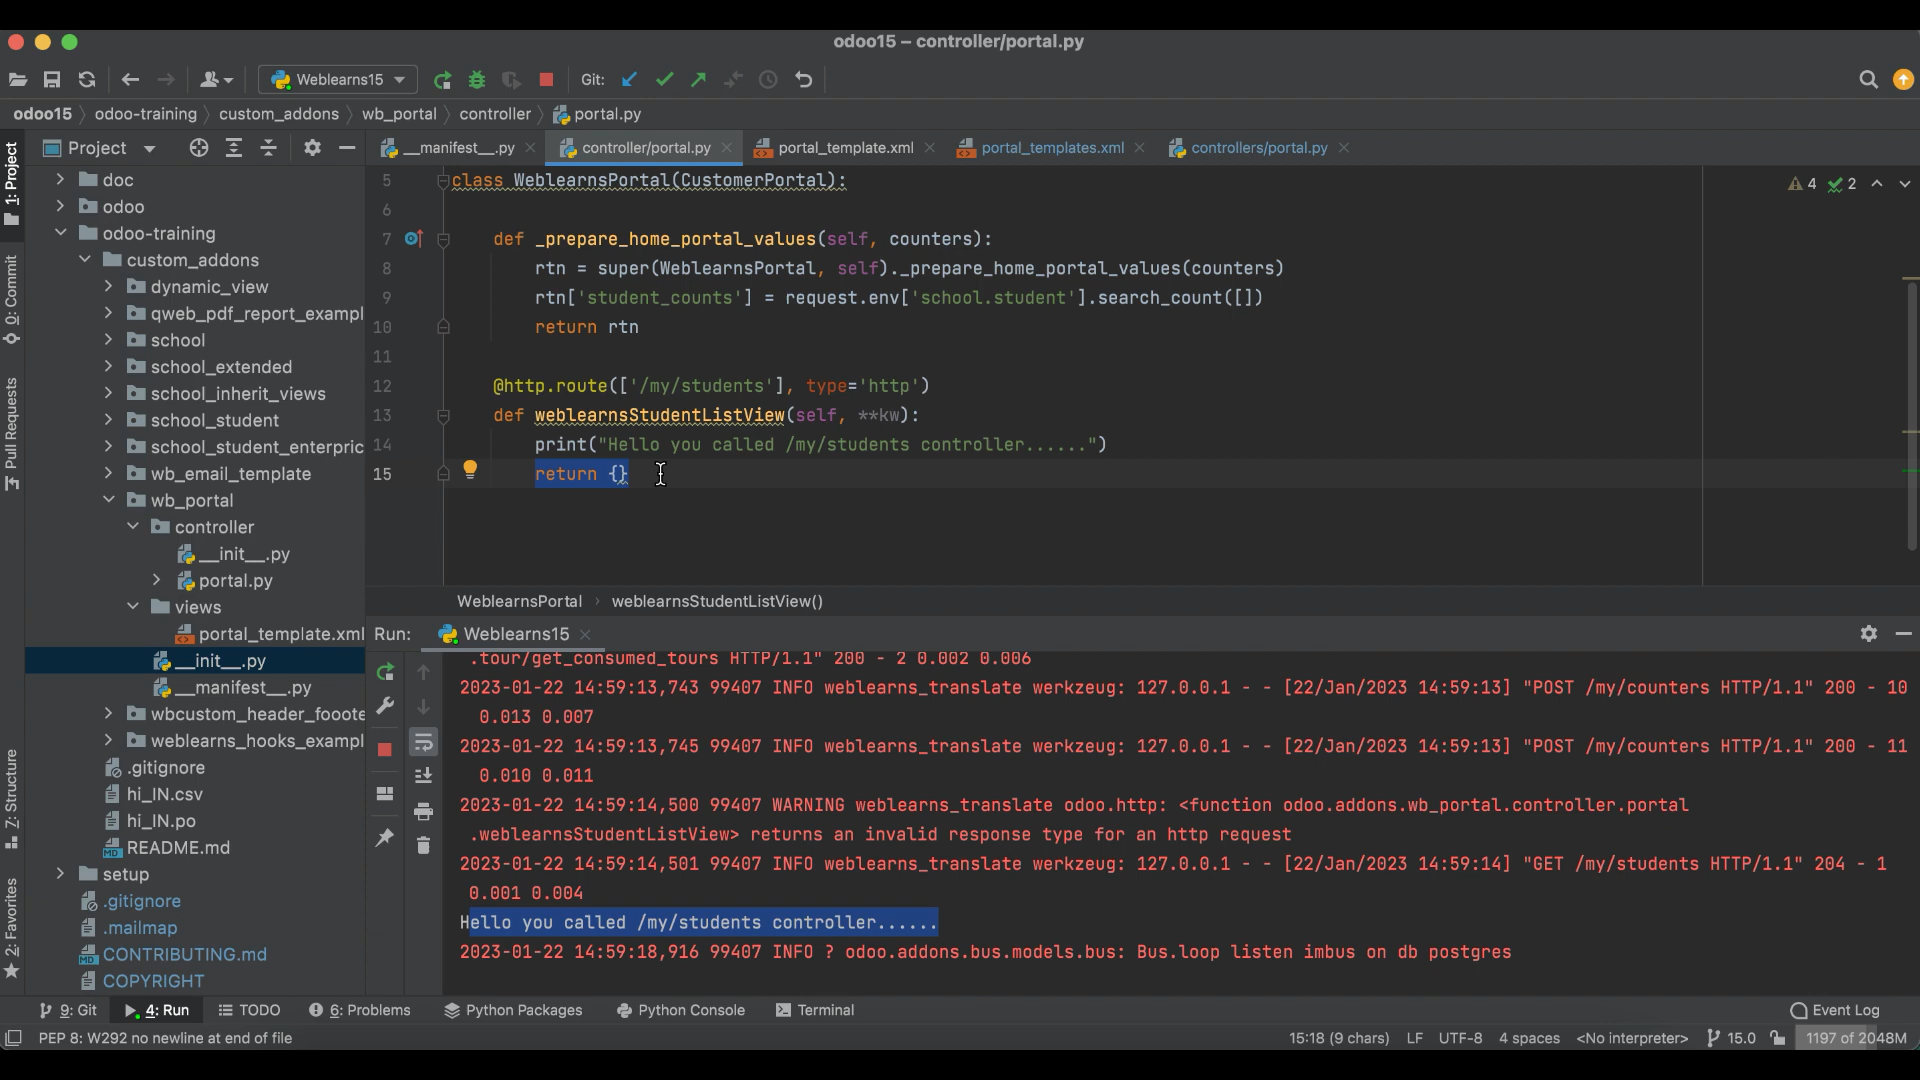 odoo15 – controller/portal.py
Weblearns15
Git:
odoo15 odoo-training custom_addons wb_portal controller portal.py
Project
__manifest__.py controller/portal.py portal_template.xml portal_templates.xml controllers/portal.py
1: Project
0: Commit
Pull Requests
7: Structure
2: Favorites
doc
odoo
odoo-training
custom_addons
dynamic_view
qweb_pdf_report_exampl
school
school_extended
school_inherit_views
school_student
school_student_enterpric
wb_email_template
wb_portal
controller
__init__.py
portal.py
views
portal_template.xml
__init__.py
__manifest__.py
wbcustom_header_fooote
weblearns_hooks_exampl
.gitignore
hi_IN.csv
hi_IN.po
README.md
setup
.gitignore
.mailmap
CONTRIBUTING.md
COPYRIGHT
4 2
5 class WeblearnsPortal(CustomerPortal):
6
7 def _prepare_home_portal_values(self, counters):
8 rtn = super(WeblearnsPortal, self)._prepare_home_portal_values(counters)
9 rtn['student_counts'] = request.env['school.student'].search_count([])
10 return rtn
11
12 @http.route(['/my/students'], type='http')
13 def weblearnsStudentListView(self, **kw):
14 print("Hello you called /my/students controller......")
15 return {}
WeblearnsPortal weblearnsStudentListView()
Run: Weblearns15
.tour/get_consumed_tours HTTP/1.1" 200 - 2 0.002 0.006
2023-01-22 14:59:13,743 99407 INFO weblearns_translate werkzeug: 127.0.0.1 - - [22/Jan/2023 14:59:13] "POST /my/counters HTTP/1.1" 200 - 10
0.013 0.007
2023-01-22 14:59:13,745 99407 INFO weblearns_translate werkzeug: 127.0.0.1 - - [22/Jan/2023 14:59:13] "POST /my/counters HTTP/1.1" 200 - 11
0.010 0.011
2023-01-22 14:59:14,500 99407 WARNING weblearns_translate odoo.http: <function odoo.addons.wb_portal.controller.portal
.weblearnsStudentListView> returns an invalid response type for an http request
2023-01-22 14:59:14,501 99407 INFO weblearns_translate werkzeug: 127.0.0.1 - - [22/Jan/2023 14:59:14] "GET /my/students HTTP/1.1" 204 - 1
0.001 0.004
Hello you called /my/students controller......
2023-01-22 14:59:18,916 99407 INFO ? odoo.addons.bus.models.bus: Bus.loop listen imbus on db postgres
9: Git 4: Run TODO 6: Problems Python Packages Python Console Terminal Event Log
PEP 8: W292 no newline at end of file 15:18 (9 chars) LF UTF-8 4 spaces <No interpreter> 15.0 1197 of 2048M